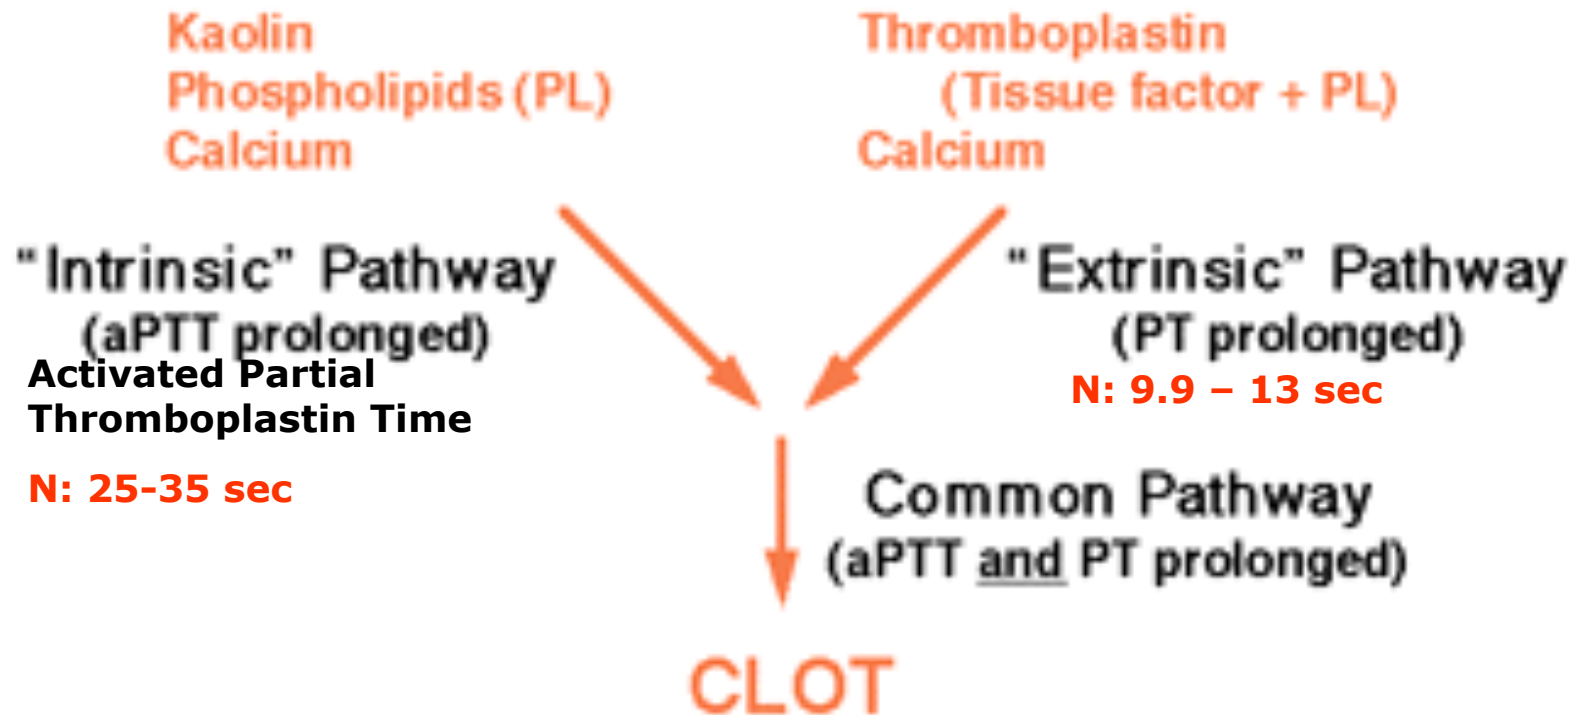 Kaolin
Phospholipids (PL)
Calcium
Thromboplastin
(Tissue factor + PL)
Calcium
“Intrinsic” Pathway
(aPTT prolonged)
Activated Partial
Thromboplastin Time
N: 25-35 sec
“Extrinsic” Pathway
(PT prolonged)
N: 9.9 – 13 sec
Common Pathway
(aPTT and PT prolonged)
CLOT